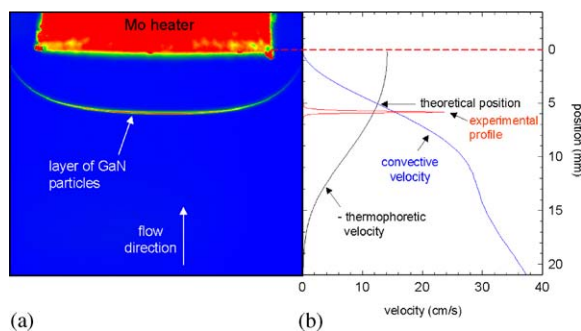 Mo heater
layer of GaN
particles
flow
direction
(a)
theoretical position
experimental
profile
convective
velocity
- thermophoretic
velocity
0
5
10
15
20
position (mm)
0 10 20 30 40
velocity (cm/s)
(b)